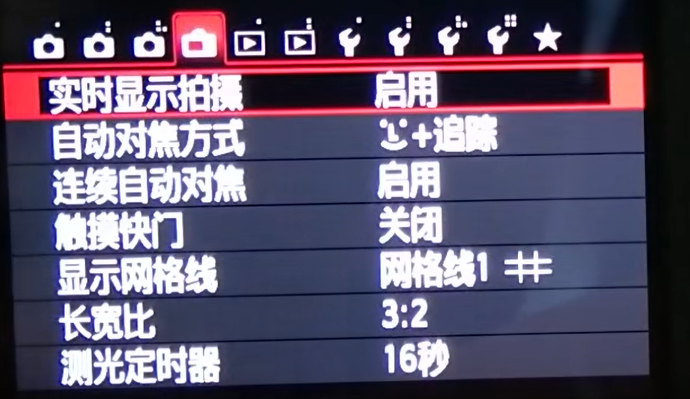 实时显示拍摄 启用
自动对焦方式 +追踪
连续自动对焦 启用
触摸快门 关闭
显示网格线 网格线1
长宽比 3:2
测光定时器 16秒